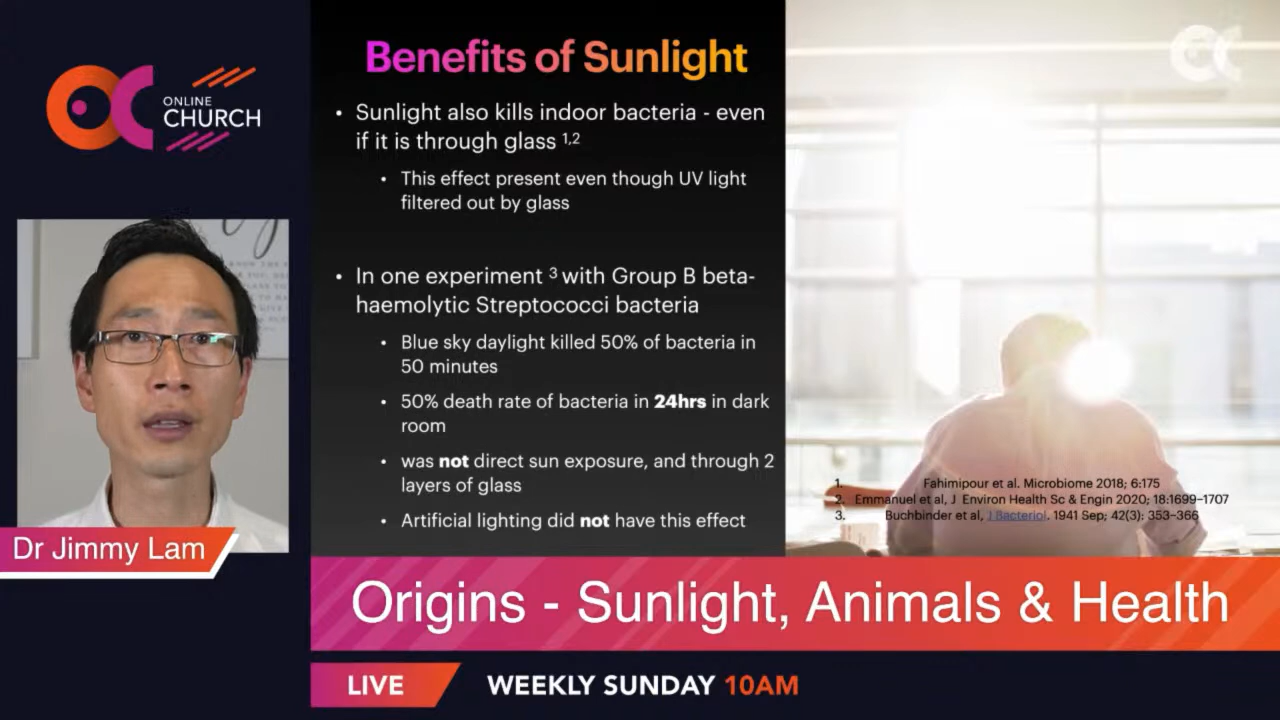 ONLINE
CHURCH
Benefits of Sunlight
• Sunlight also kills indoor bacteria - even
if it is through glass 1,2
• This effect present even though UV light
filtered out by glass
• In one experiment 3 with Group B beta-
haemolytic Streptococci bacteria
• Blue sky daylight killed 50% of bacteria in
50 minutes
• 50% death rate of bacteria in 24hrs in dark
room
• was not direct sun exposure, and through 2
layers of glass
• Artificial lighting did not have this effect
1. Fahimipour et al. Microbiome 2018; 6:175
2. Emmanuel et al, J Environ Health Sc & Engin 2020; 18:1699–1707
3. Buchbinder et al, J Bacteriol. 1941 Sep; 42(3): 353–366
Dr Jimmy Lam
Origins - Sunlight, Animals & Health
LIVE
WEEKLY SUNDAY 10AM